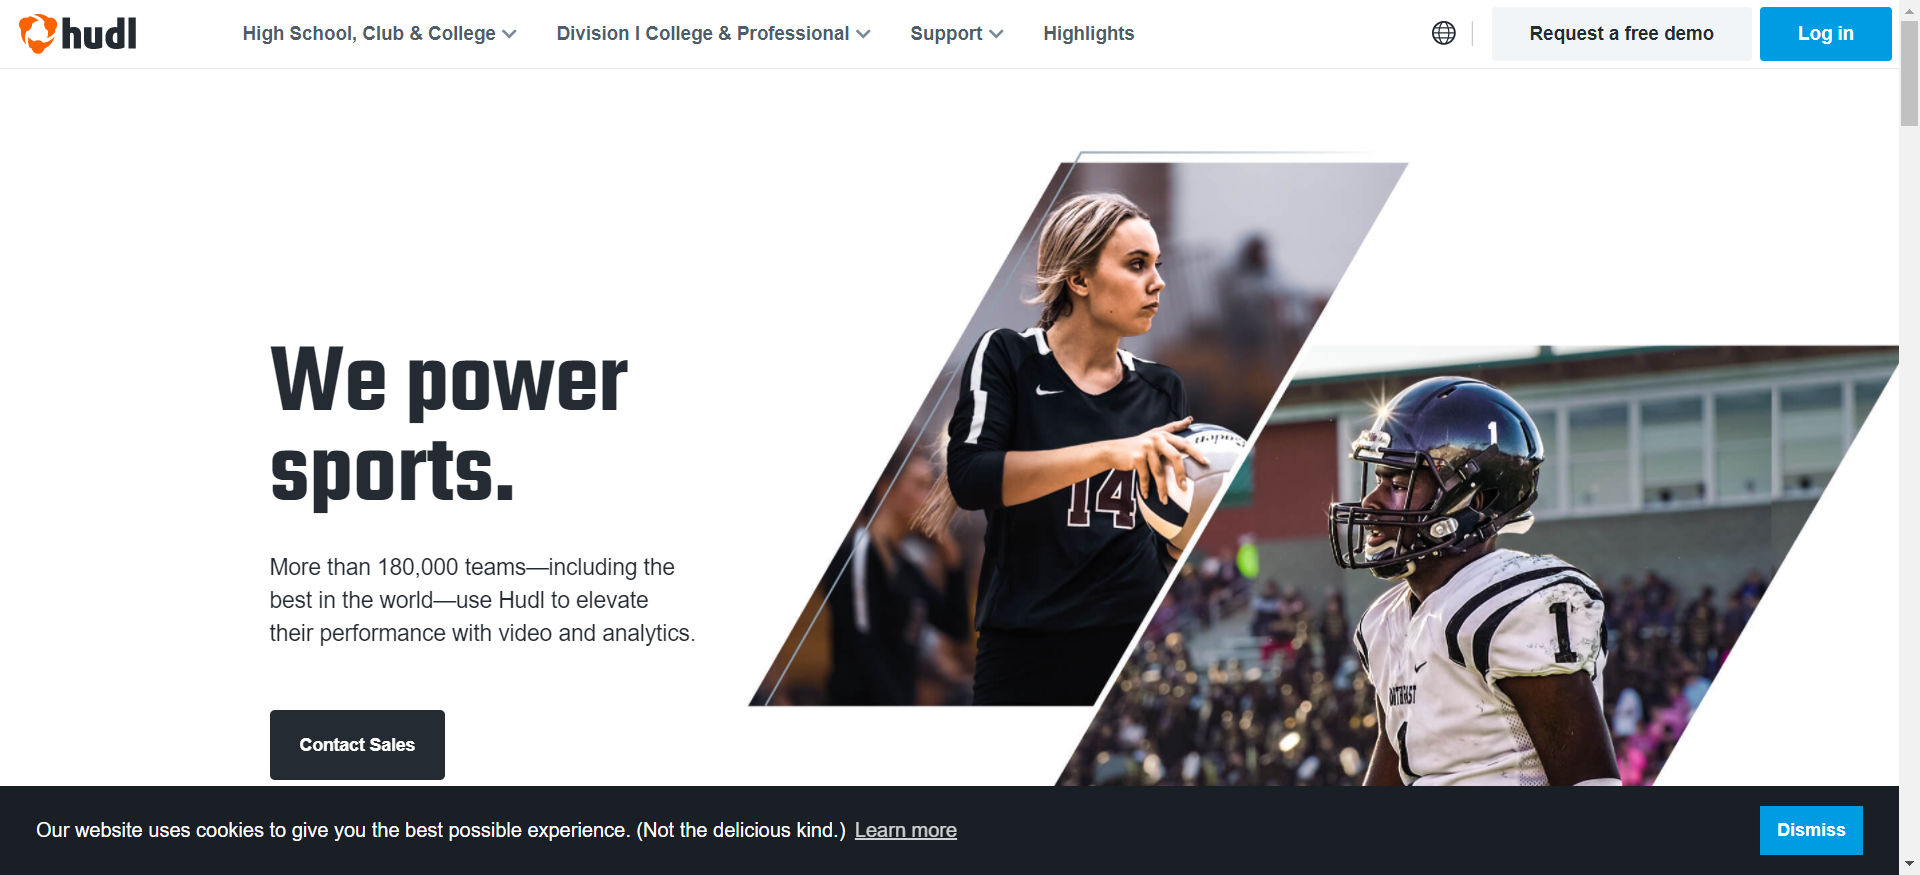 hudl
High School, Club & College
Division I College & Professional
Support
Highlights
Request a free demo
Log in
We power
sports.
More than 180,000 teams—including the
best in the world—use Hudl to elevate
their performance with video and analytics.
Contact Sales
14
1
1
1
Our website uses cookies to give you the best possible experience. (Not the delicious kind.) Learn more
Dismiss